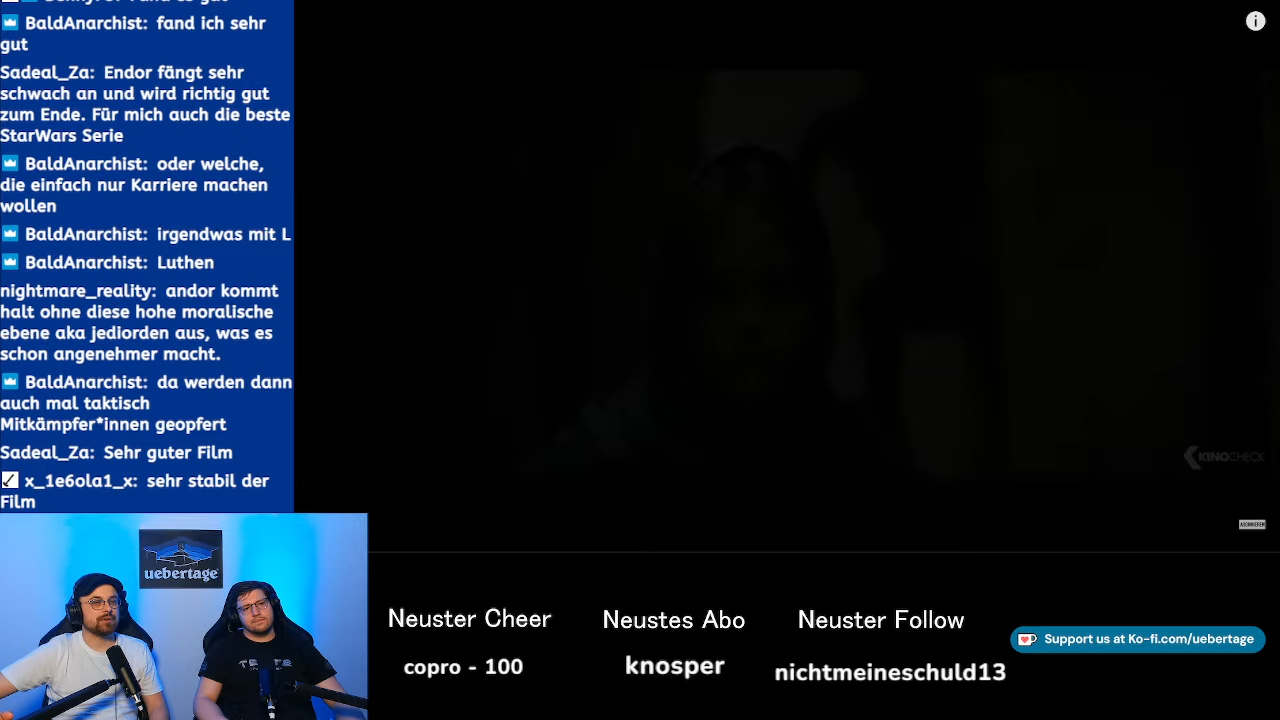 BaldAnarchist: fand ich sehr
gut
Sadeal_Za: Endor fängt sehr
schwach an und wird richtig gut
zum Ende. Für mich auch die beste
StarWars Serie
BaldAnarchist: oder welche,
die einfach nur Karriere machen
wollen
BaldAnarchist: irgendwas mit L
BaldAnarchist: Luthen
nightmare_reality: andor kommt
halt ohne diese hohe moralische
ebene aka jediorden aus, was es
schon angenehmer macht.
BaldAnarchist: da werden dann
auch mal taktisch
Mitkämpfer*innen geopfert
Sadeal_Za: Sehr guter Film
x_1e6ola1_x: sehr stabil der
Film
KINOCHECK
ABONNIEREN
uebertage
Neuster Cheer
copro - 100
Neustes Abo
knosper
Neuster Follow
nichtmeineschuld13
Support us at Ko-fi.com/uebertage